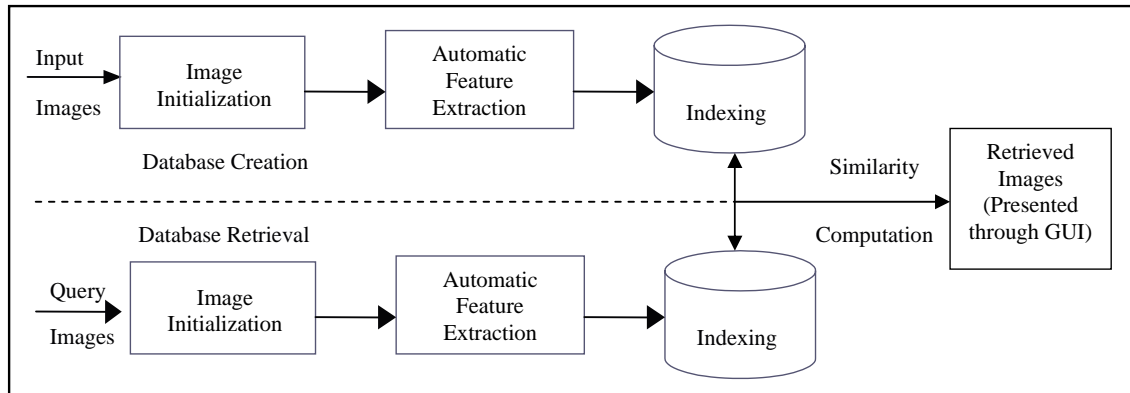 Input
Images
Image
Initialization
Automatic
Feature
Extraction
Indexing
Database Creation
Similarity
Computation
Retrieved
Images
(Presented
through GUI)
Database Retrieval
Query
Images
Image
Initialization
Automatic
Feature
Extraction
Indexing